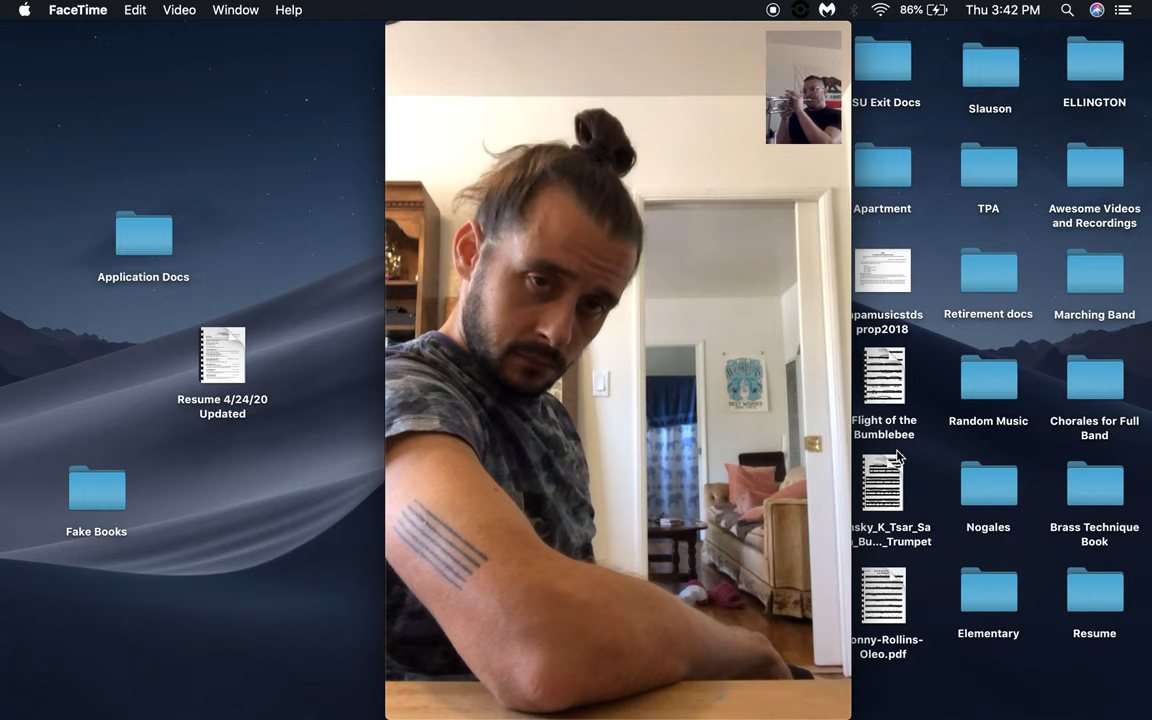 FaceTime Edit Video Window Help 86% Thu 3:42 PM
SU Exit Docs
Slauson
ELLINGTON
Application Docs
Apartment
TPA
Awesome Videos
and Recordings
pamusicstds
prop2018
Retirement docs
Marching Band
Resume 4/24/20
Updated
Flight of the
Bumblebee
Random Music
Chorales for Full
Band
Fake Books
nsky_K_Tsar_Sa
_Bu..._Trumpet
Nogales
Brass Technique
Book
onny-Rollins-
Oleo.pdf
Elementary
Resume